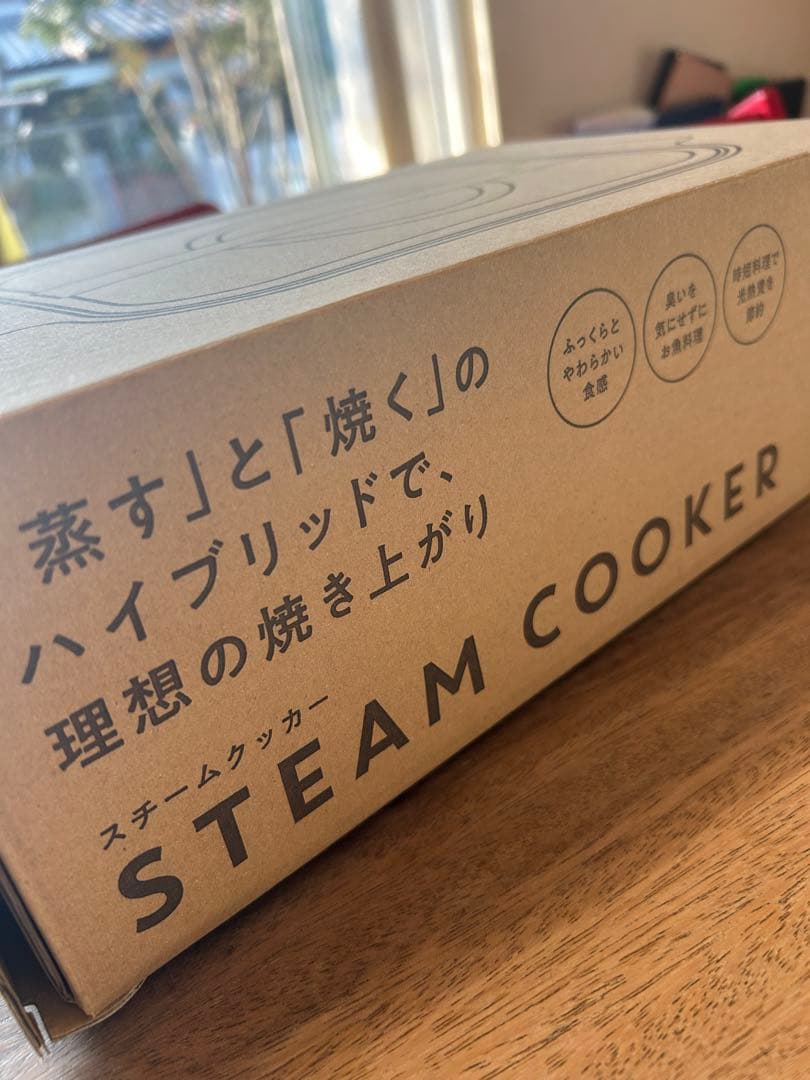 蒸す」と「焼く」の
ハイブリッドで、
理想の焼き上がり
スチームクッカー
STEAM COOKER
ふっくらと
やわらかい
食感
臭いを
気にせずに
お魚料理
時短料理で
光熱費を
節約